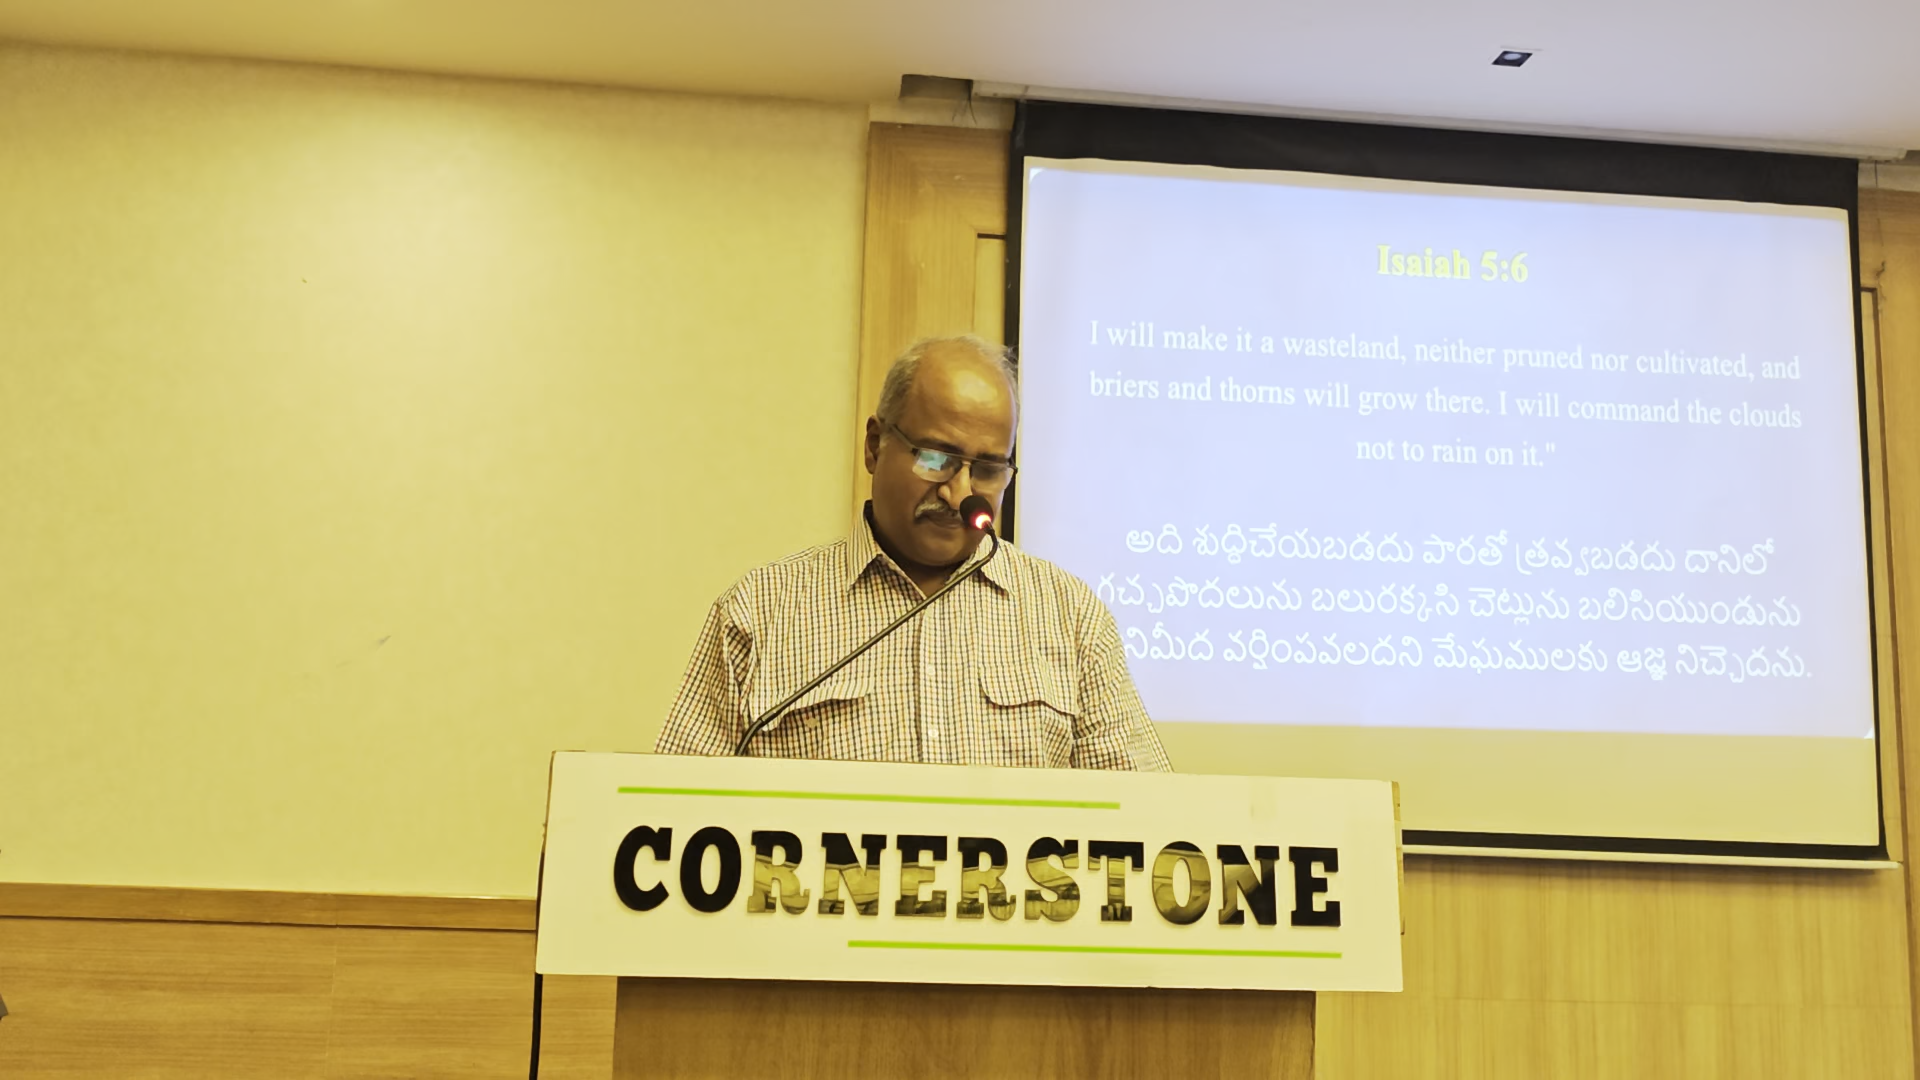 Isaiah 5:6
I will make it a wasteland, neither pruned nor cultivated, and
briers and thorns will grow there. I will command the clouds
not to rain on it."
అది శుద్ధిచేయబడదు పారతో త్రవ్వబడదు దానిలో
గచ్చపొదలును బలురక్కసి చెట్లును బలిసియుండును
వర్షింపవలదని మేఘములకు ఆజ్ఞ నిచ్చెదను.
CORNERSTONE